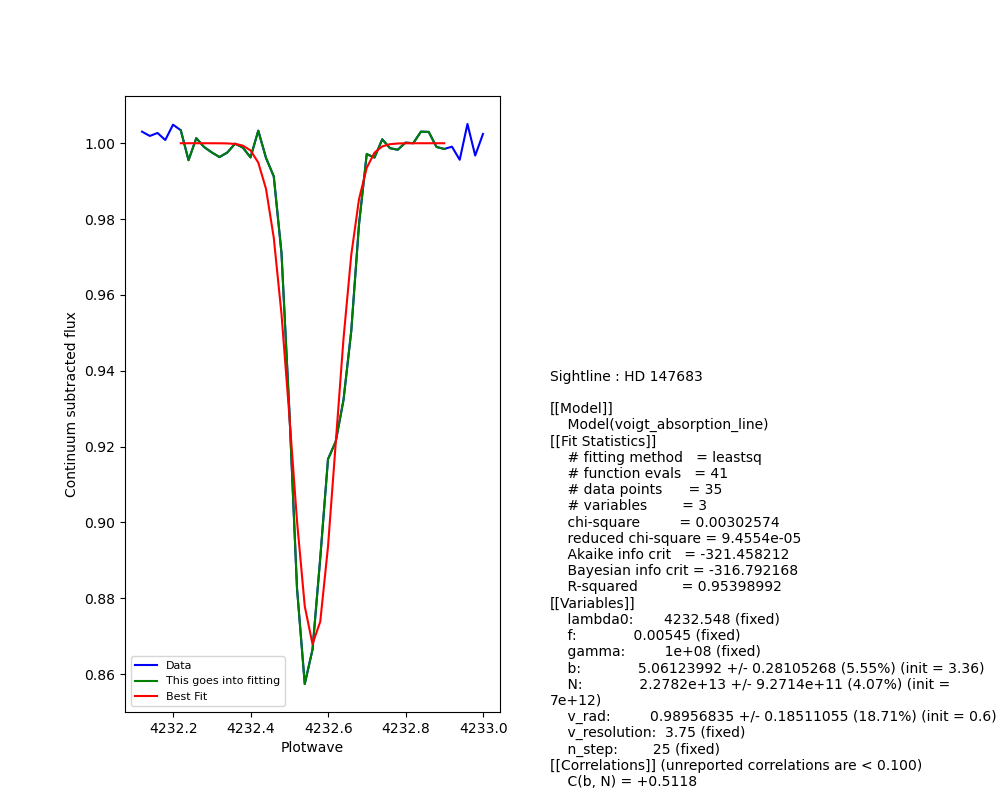 1.00
0.98
0.96
0.94
0.92
0.90
0.88
0.86
Continuum subtracted flux
4232.2 4232.4 4232.6 4232.8 4233.0
Plotwave
Data
This goes into fitting
Best Fit
Sightline : HD 147683
[[Model]]
Model(voigt_absorption_line)
[[Fit Statistics]]
# fitting method = leastsq
# function evals = 41
# data points = 35
# variables = 3
chi-square = 0.00302574
reduced chi-square = 9.4554e-05
Akaike info crit = -321.458212
Bayesian info crit = -316.792168
R-squared = 0.95398992
[[Variables]]
lambda0: 4232.548 (fixed)
f: 0.00545 (fixed)
gamma: 1e+08 (fixed)
b: 5.06123992 +/- 0.28105268 (5.55%) (init = 3.36)
N: 2.2782e+13 +/- 9.2714e+11 (4.07%) (init =
7e+12)
v_rad: 0.98956835 +/- 0.18511055 (18.71%) (init = 0.6)
v_resolution: 3.75 (fixed)
n_step: 25 (fixed)
[[Correlations]] (unreported correlations are < 0.100)
C(b, N) = +0.5118